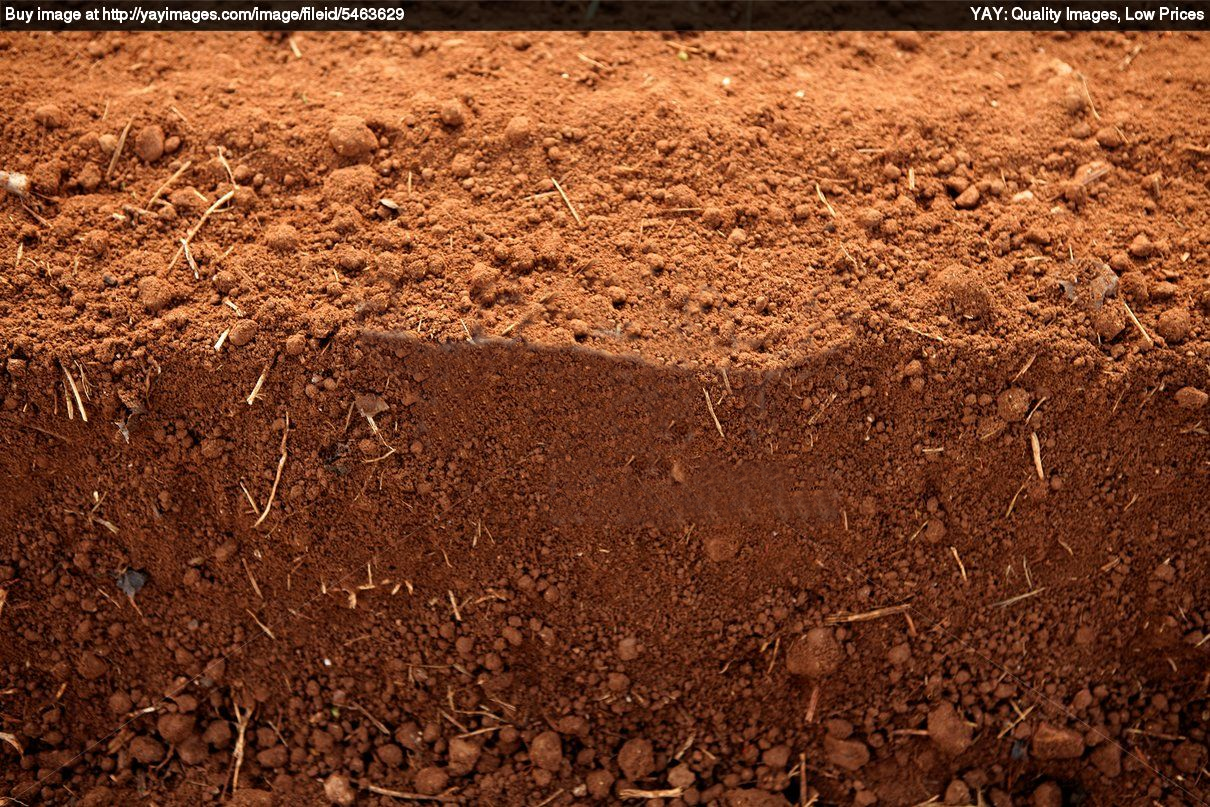 Buy image at http://yayimages.com/image/fileid/5463629
YAY: Quality Images, Low Prices